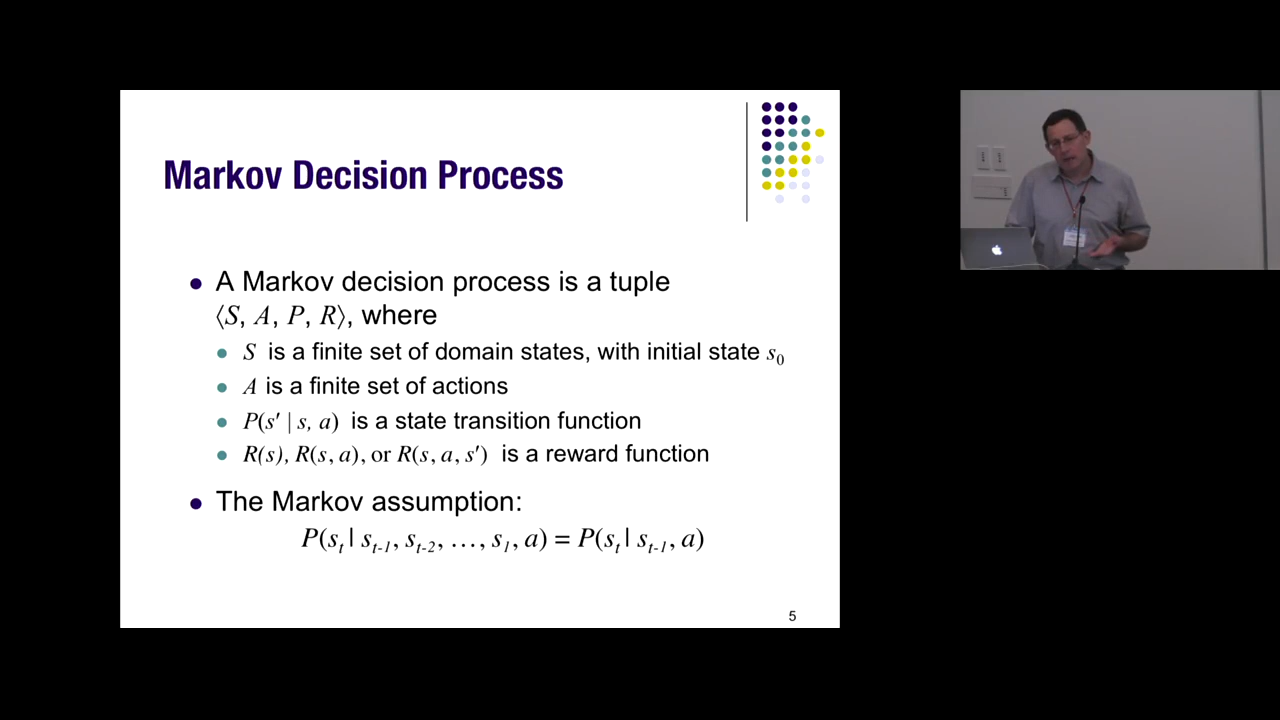 Markov Decision Process
● A Markov decision process is a tuple
⟨S, A, P, R⟩, where
● S is a finite set of domain states, with initial state s₀
● A is a finite set of actions
● P(s′ | s, a) is a state transition function
● R(s), R(s, a), or R(s, a, s′) is a reward function
● The Markov assumption:
P(sₜ | sₜ₋₁, sₜ₋₂, …, s₁, a) = P(sₜ | sₜ₋₁, a)
5